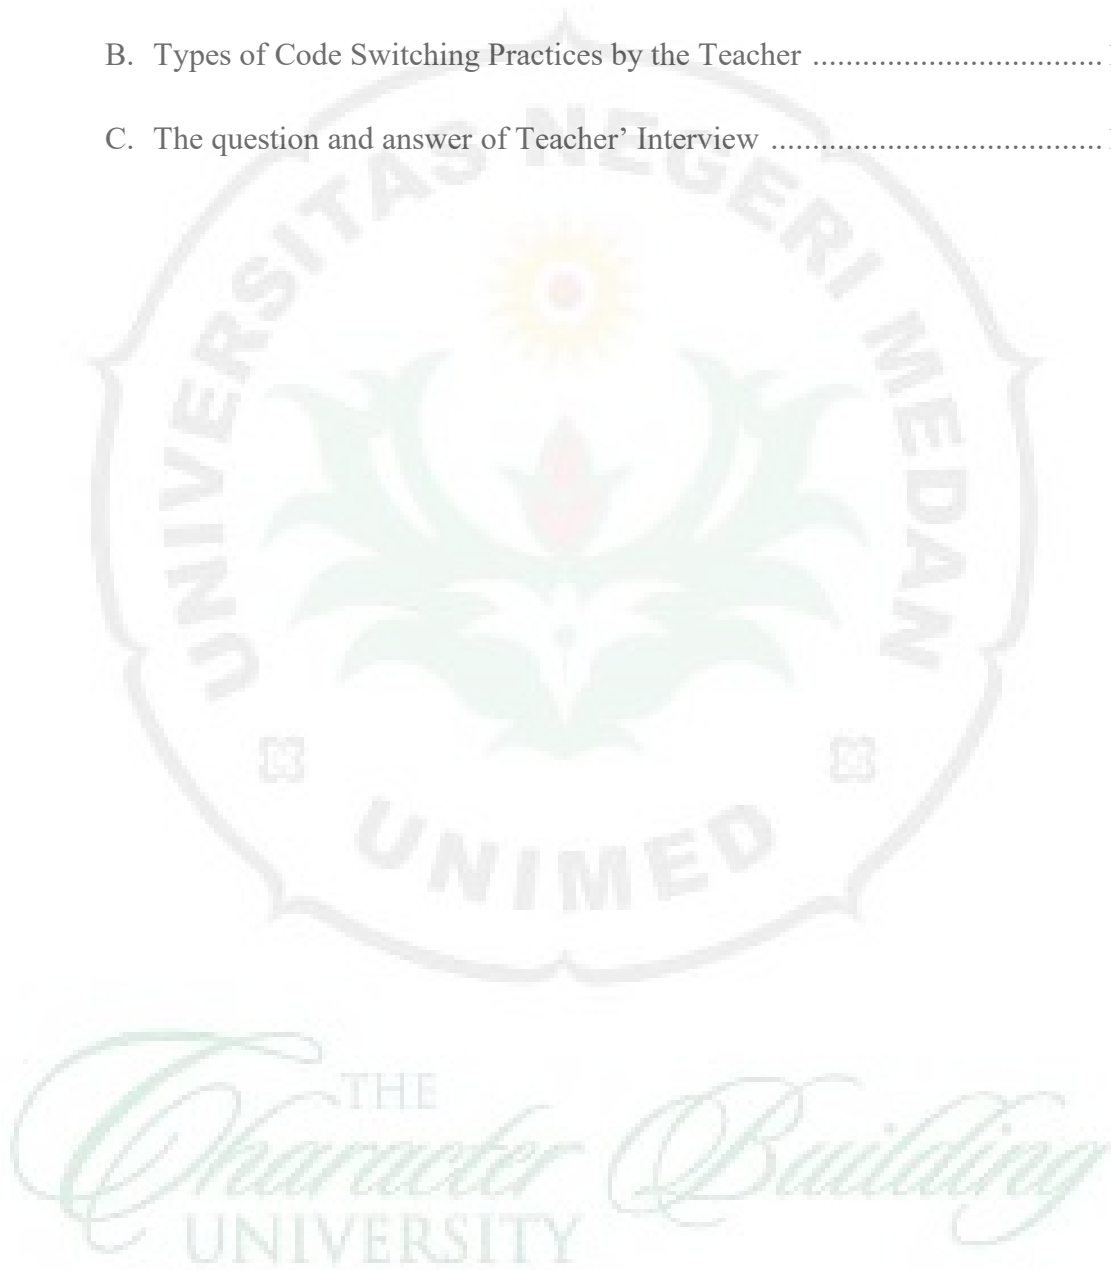 B. Types of Code Switching Practices by the Teacher ...................................
C. The question and answer of Teacher’ Interview ........................................
UNIVERSITAS NEGERI MEDAN
UNIMED
THE
Character Building
UNIVERSITY